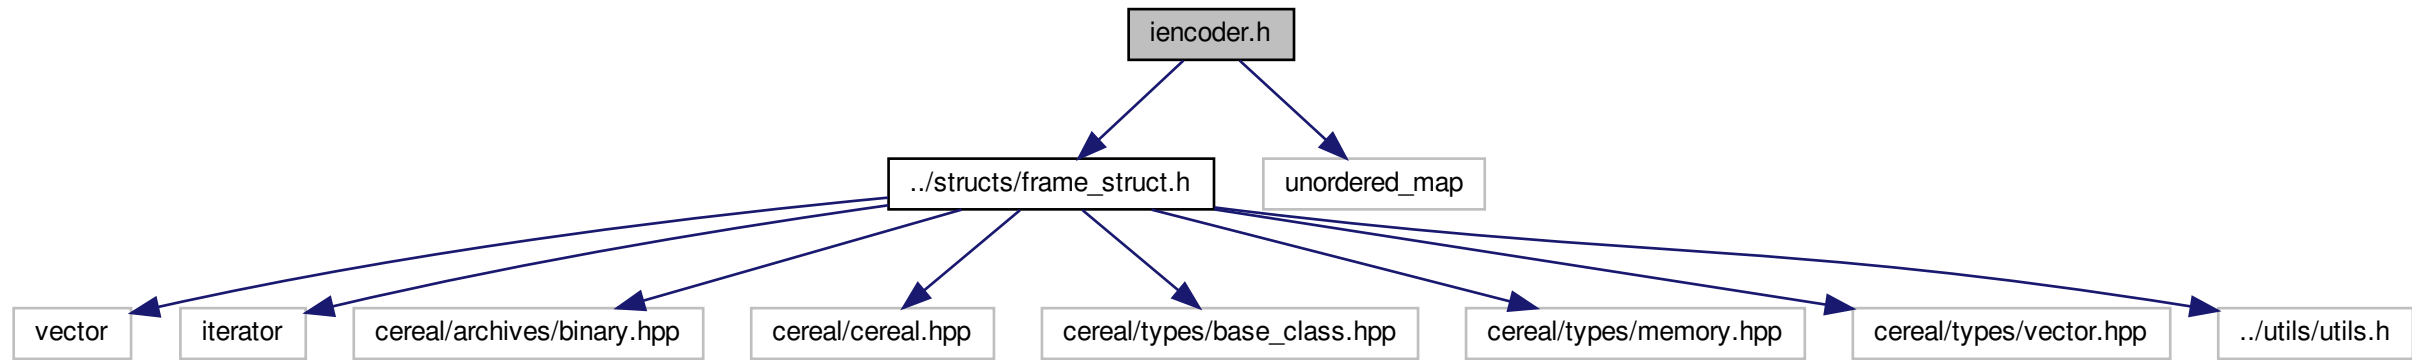 iencoder.h
../structs/frame_struct.h
unordered_map
vector
iterator
cereal/archives/binary.hpp
cereal/cereal.hpp
cereal/types/base_class.hpp
cereal/types/memory.hpp
cereal/types/vector.hpp
../utils/utils.h